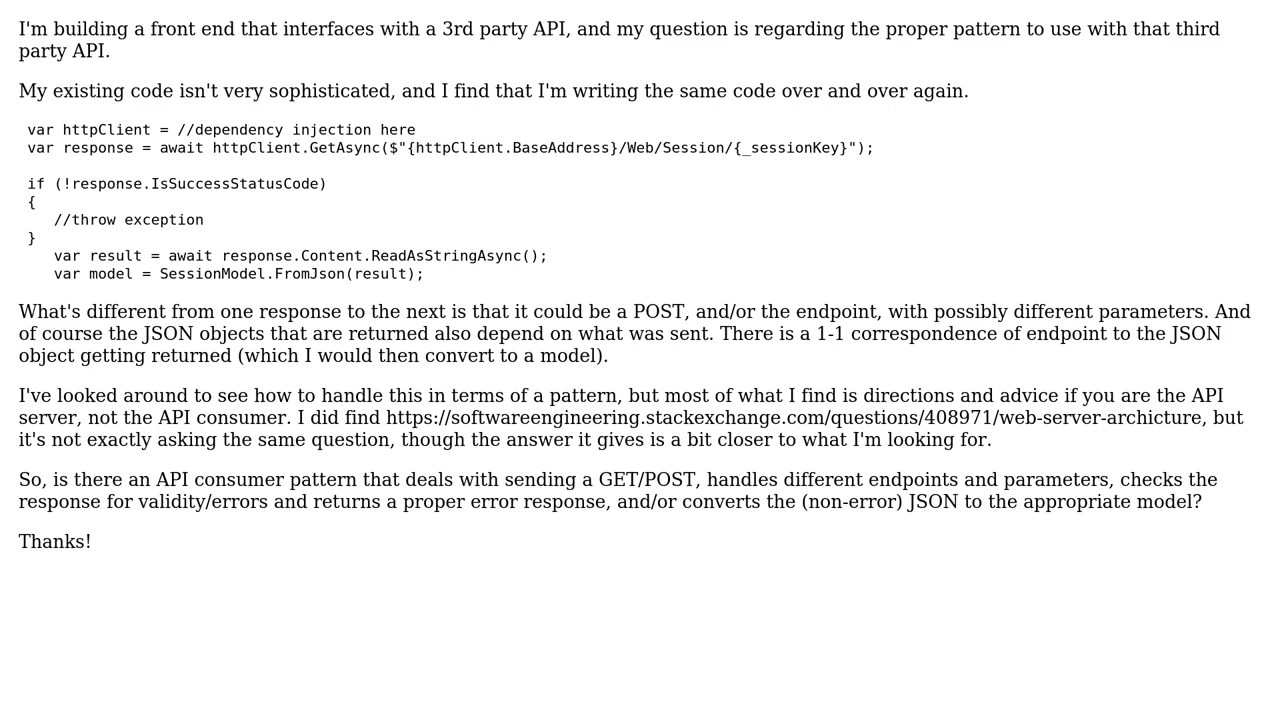 I'm building a front end that interfaces with a 3rd party API, and my question is regarding the proper pattern to use with that third
party API.
My existing code isn't very sophisticated, and I find that I'm writing the same code over and over again.
var httpClient = //dependency injection here
var response = await httpClient.GetAsync($"{httpClient.BaseAddress}/Web/Session/{_sessionKey}");
if (!response.IsSuccessStatusCode)
{
//throw exception
}
var result = await response.Content.ReadAsStringAsync();
var model = SessionModel.FromJson(result);
What's different from one response to the next is that it could be a POST, and/or the endpoint, with possibly different parameters. And
of course the JSON objects that are returned also depend on what was sent. There is a 1-1 correspondence of endpoint to the JSON
object getting returned (which I would then convert to a model).
I've looked around to see how to handle this in terms of a pattern, but most of what I find is directions and advice if you are the API
server, not the API consumer. I did find https://softwareengineering.stackexchange.com/questions/408971/web-server-archicture, but
it's not exactly asking the same question, though the answer it gives is a bit closer to what I'm looking for.
So, is there an API consumer pattern that deals with sending a GET/POST, handles different endpoints and parameters, checks the
response for validity/errors and returns a proper error response, and/or converts the (non-error) JSON to the appropriate model?
Thanks!